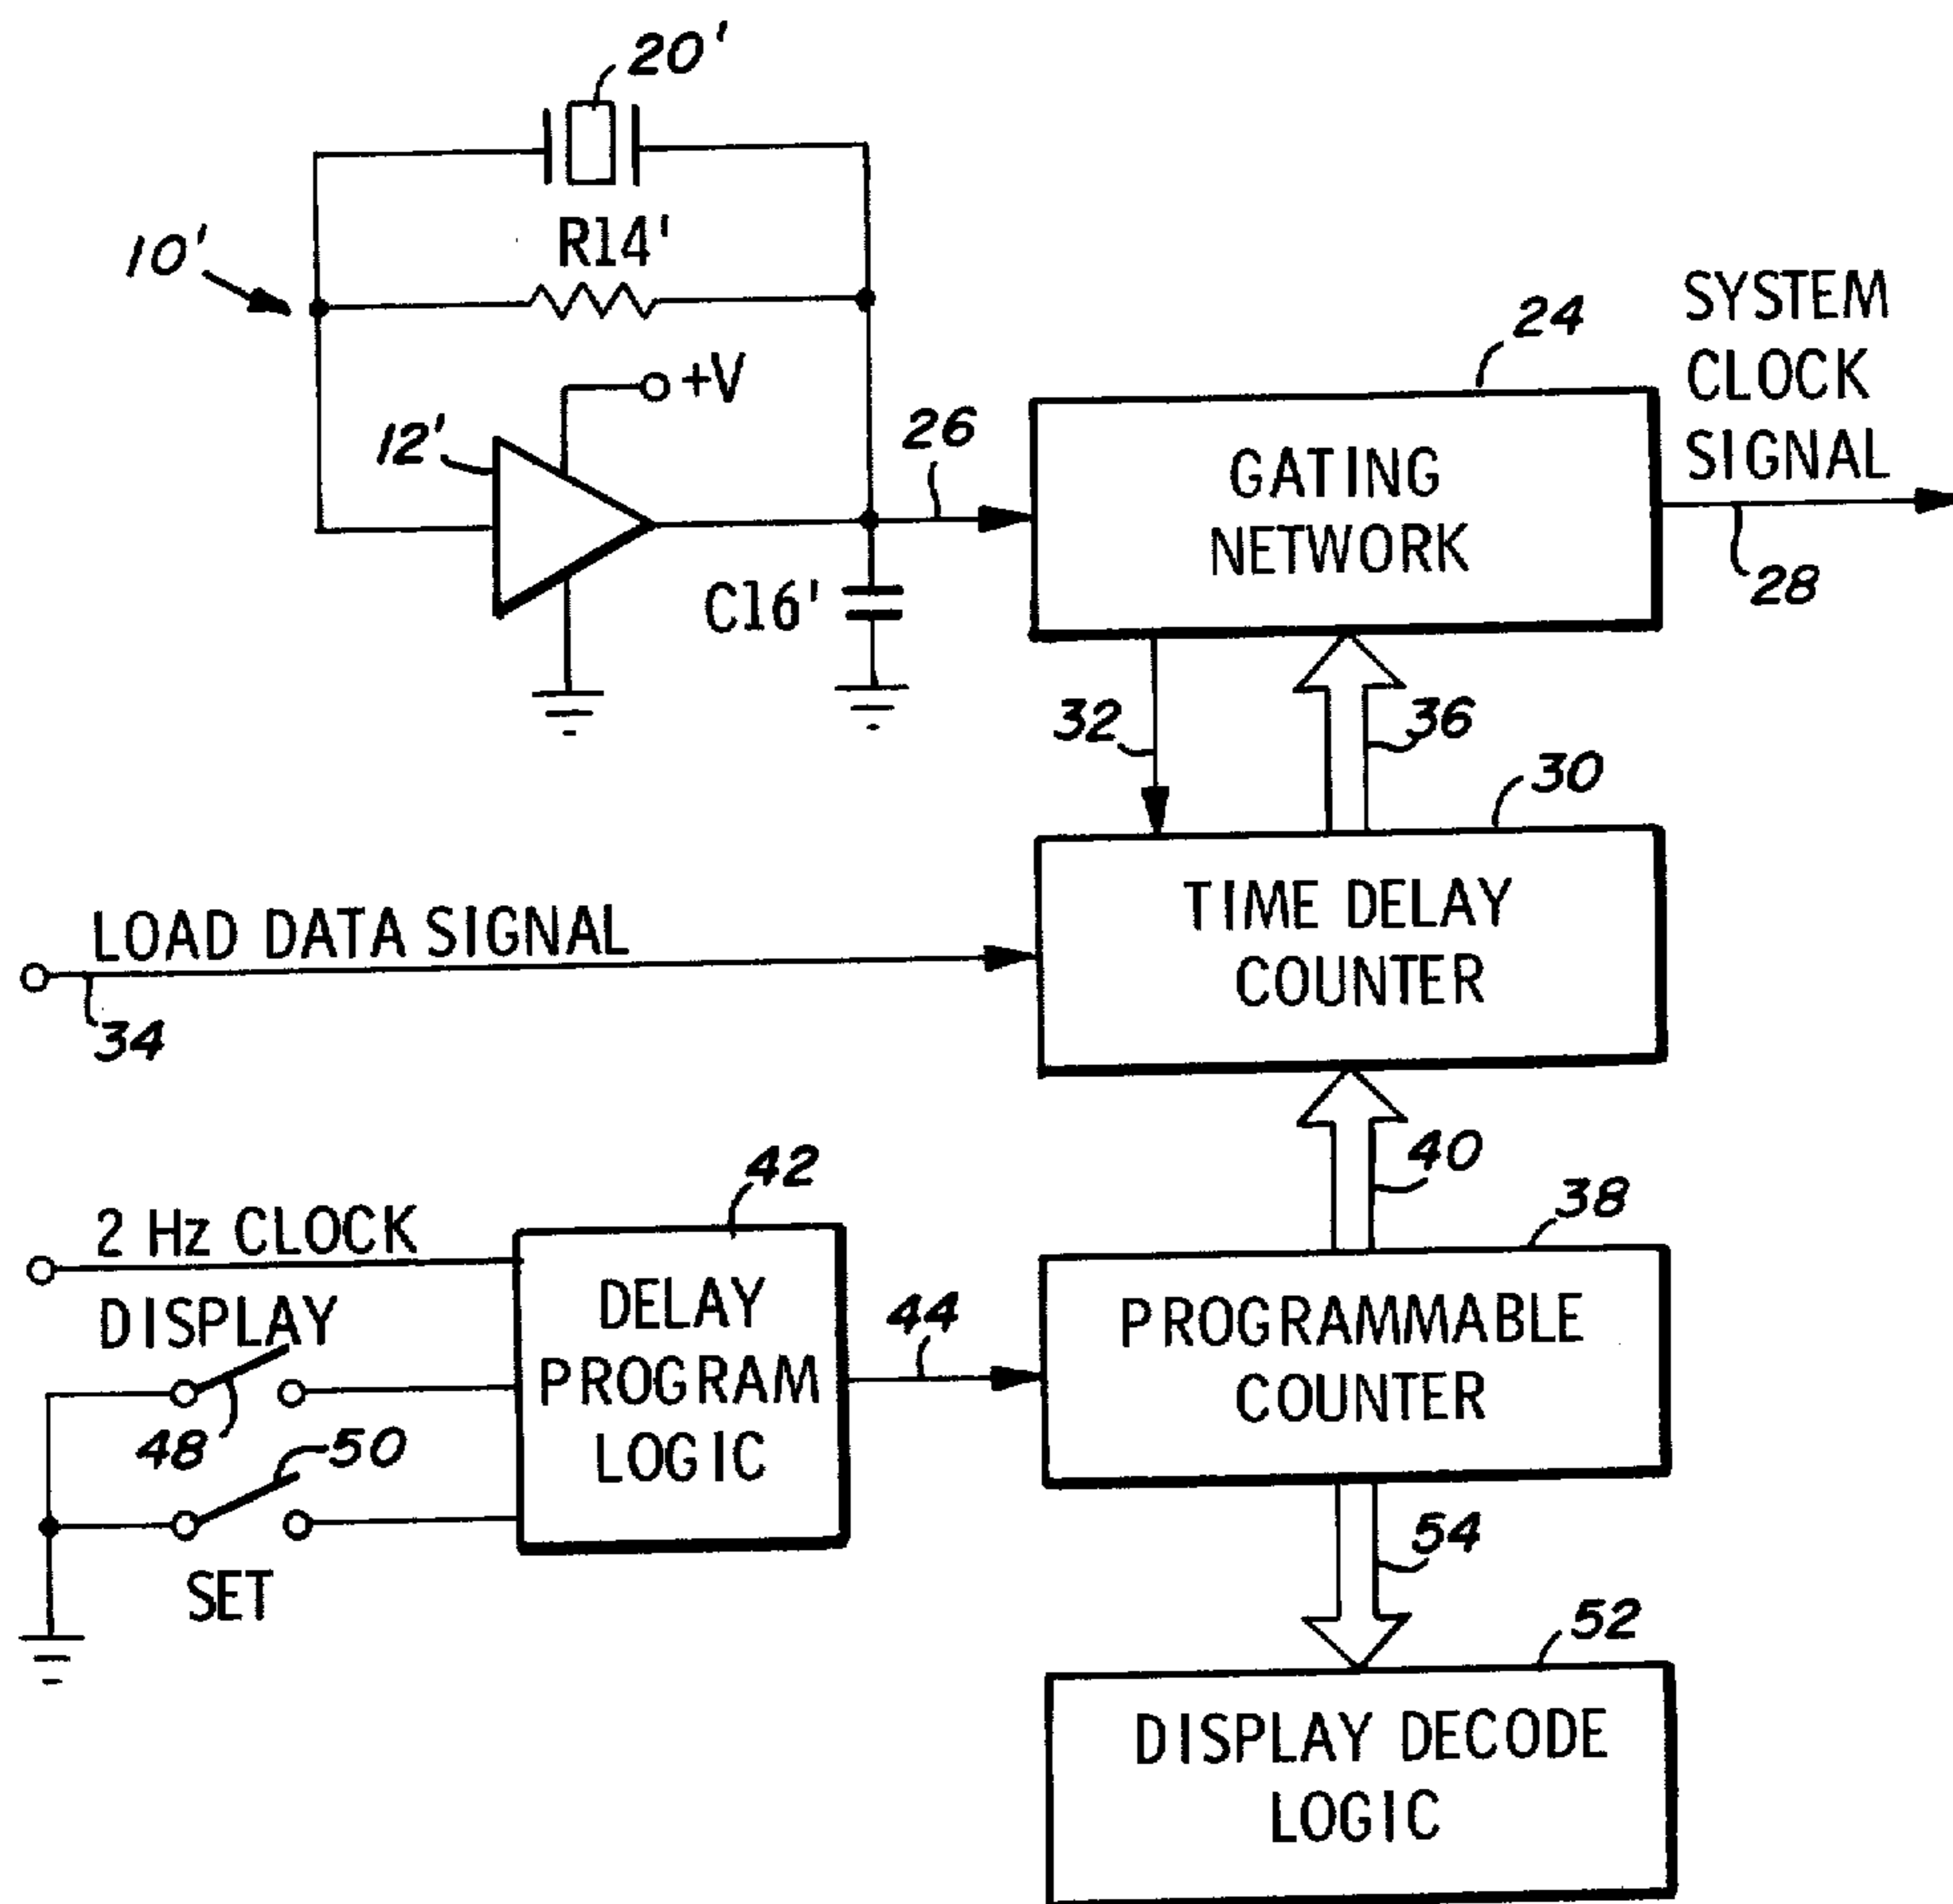 20'
R14'
10'
+V
12'
26
24
SYSTEM
CLOCK
SIGNAL
GATING
NETWORK
C16'
28
32
36
30
TIME DELAY
COUNTER
LOAD DATA SIGNAL
34
40
42
38
2 Hz CLOCK
DISPLAY
48
50
SET
DELAY
PROGRAM
LOGIC
44
PROGRAMMABLE
COUNTER
54
52
DISPLAY DECODE
LOGIC